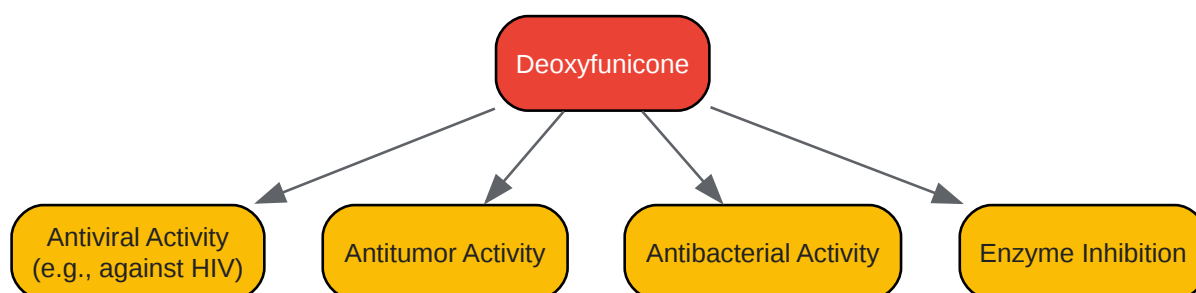 Deoxyfunicone
Antiviral Activity
(e.g., against HIV)
Antitumor Activity
Antibacterial Activity
Enzyme Inhibition